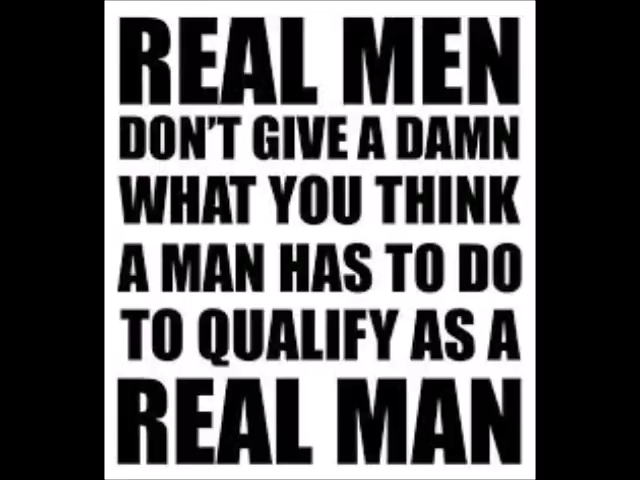 REAL MEN
DON'T GIVE A DAMN
WHAT YOU THINK
A MAN HAS TO DO
TO QUALIFY AS A
REAL MAN